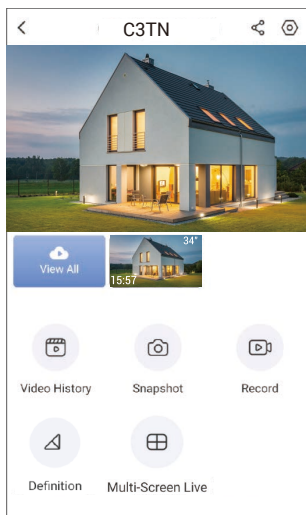 C3TN
View All
34"
15:57
Video History
Snapshot
Record
Definition
Multi-Screen Live